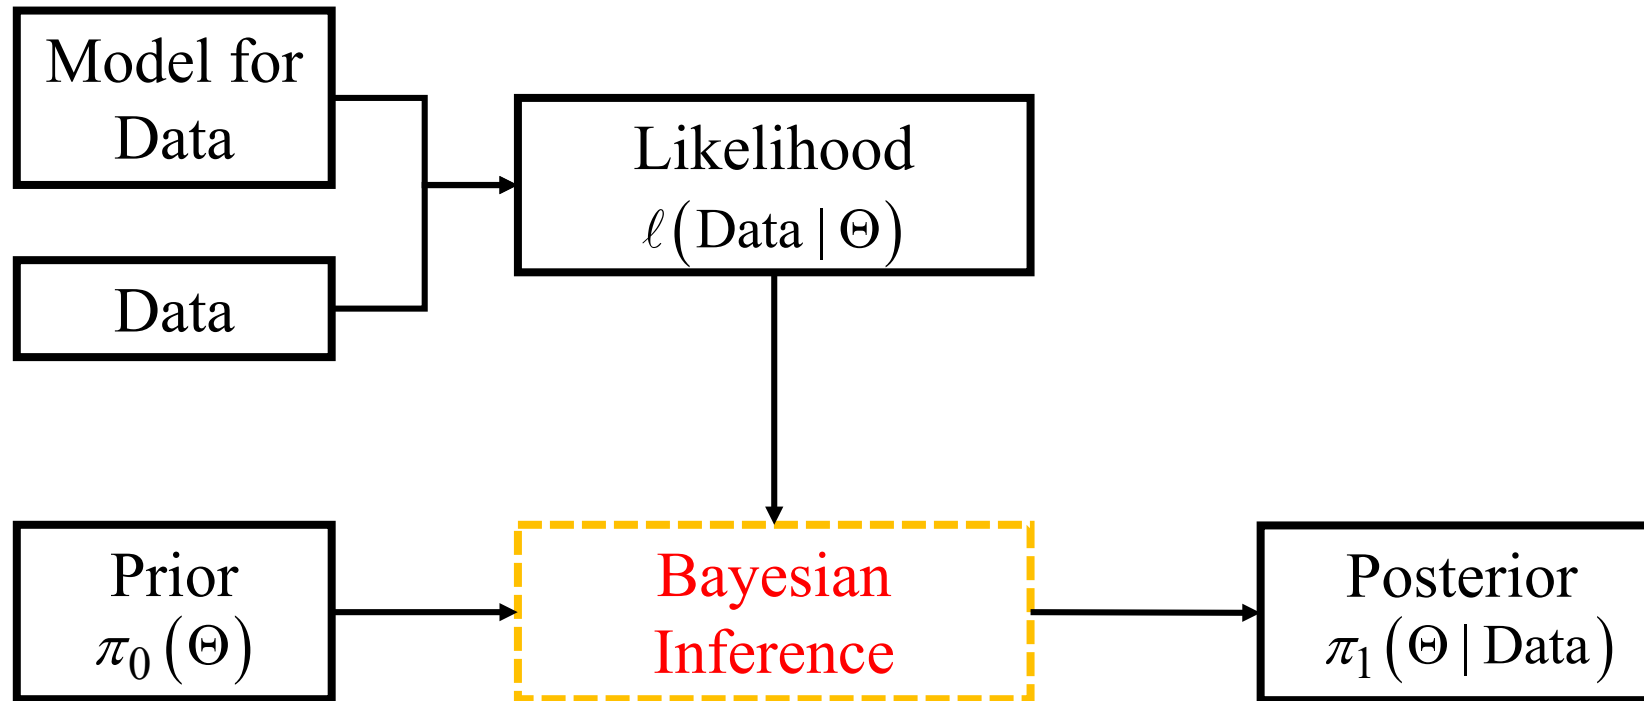 Model for
Data
Likelihood
ℓ(Data | Θ)
Data
Prior
π₀(Θ)
Bayesian
Inference
Posterior
π₁(Θ | Data)